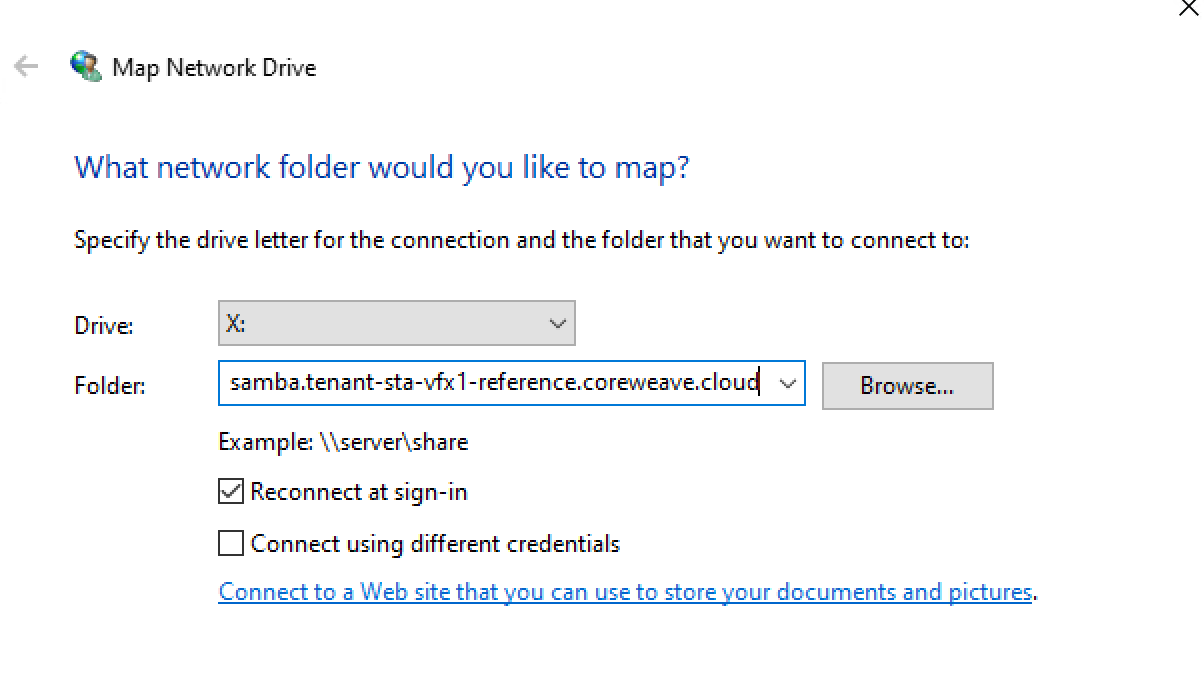 Map Network Drive
What network folder would you like to map?
Specify the drive letter for the connection and the folder that you want to connect to:
Drive: X:
Folder: samba.tenant-sta-vfx1-reference.coreweave.cloud Browse...
Example: \\server\share
Reconnect at sign-in
Connect using different credentials
Connect to a Web site that you can use to store your documents and pictures.